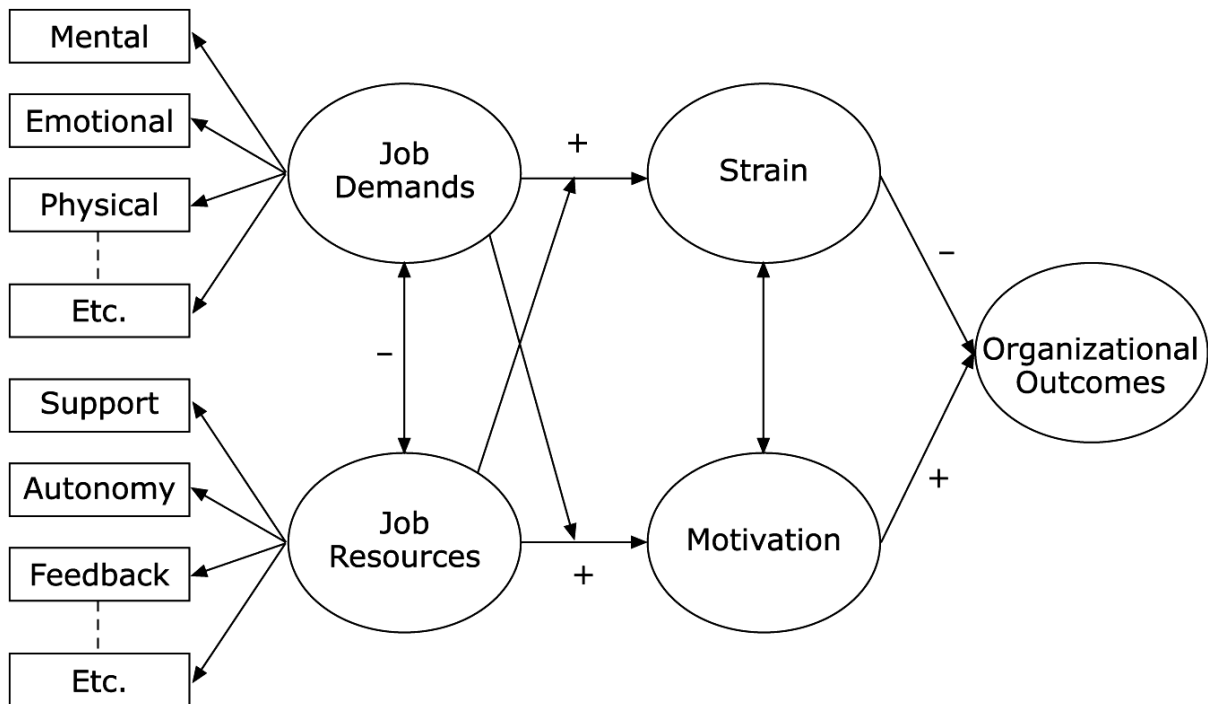 Mental
Emotional
Physical
Etc.
Support
Autonomy
Feedback
Etc.
Job
Demands
Job
Resources
+
–
+
Strain
Motivation
–
+
Organizational
Outcomes